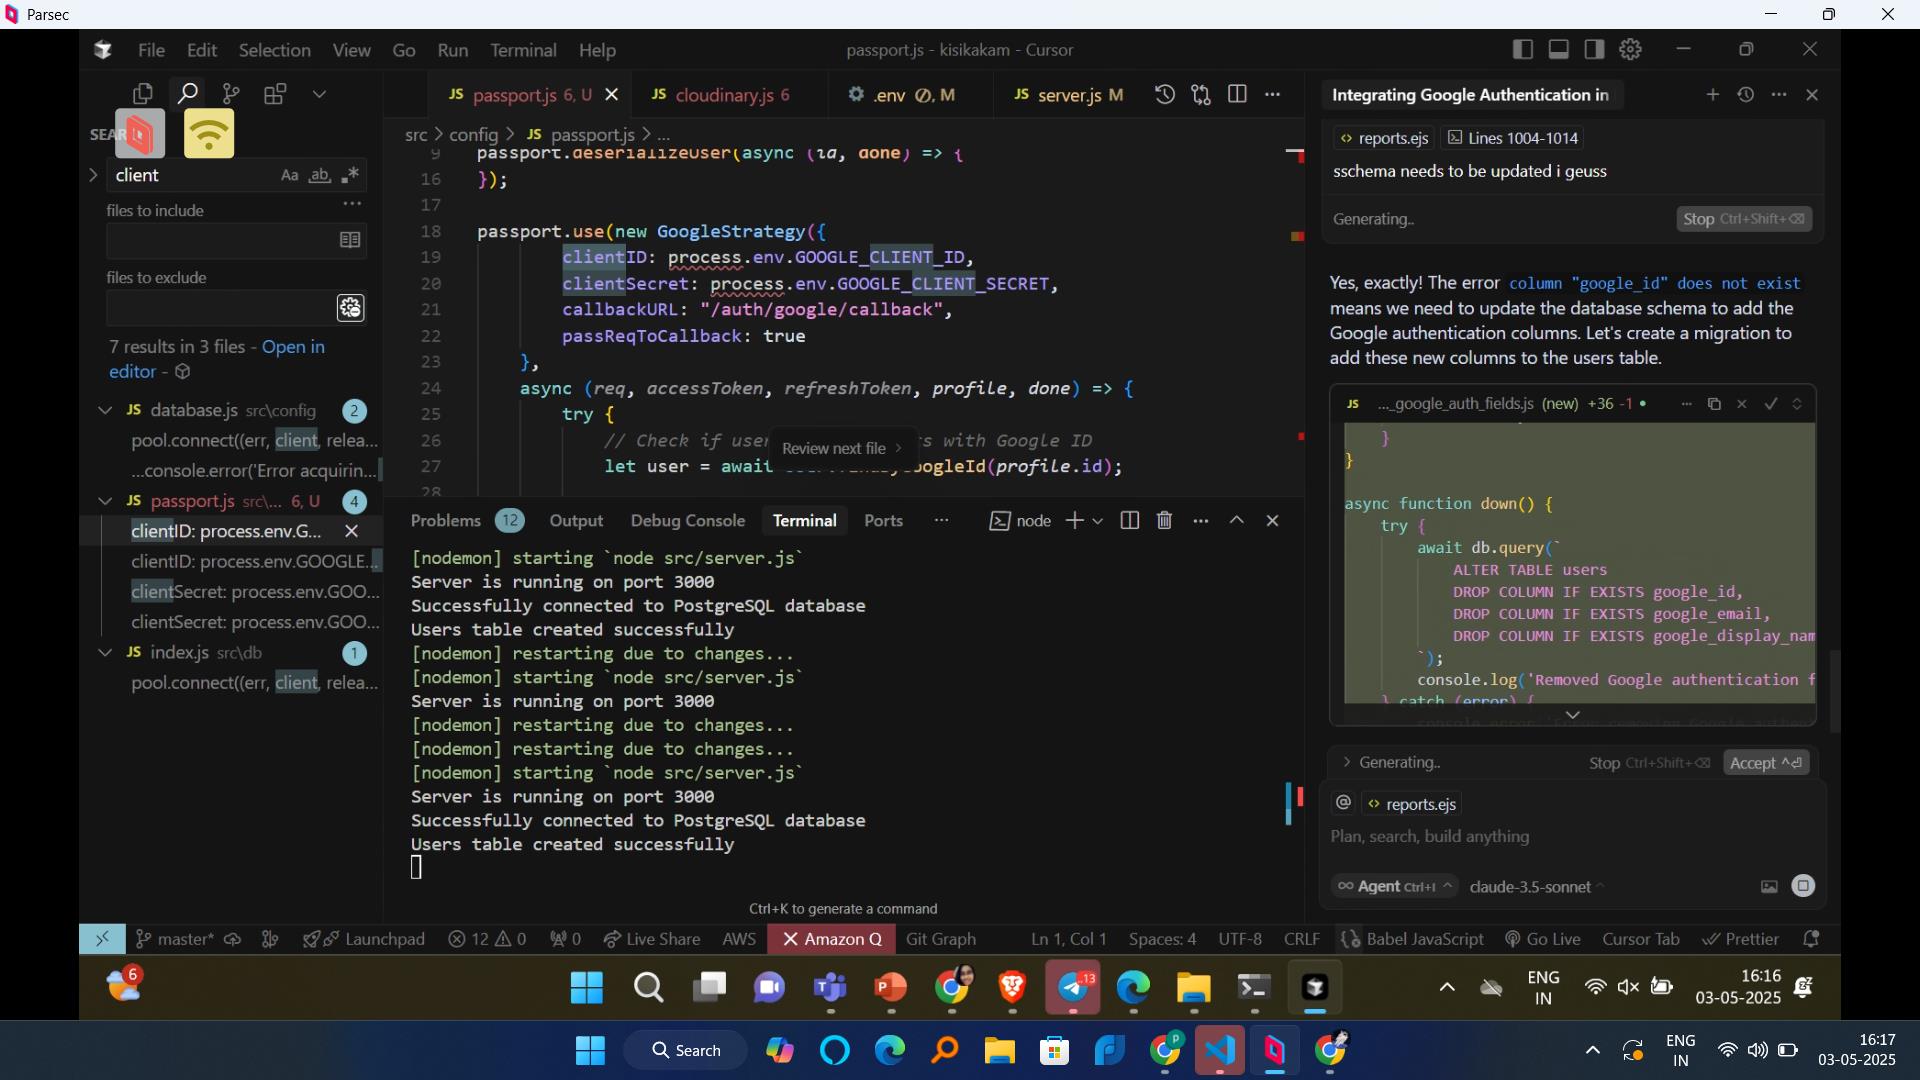 Parsec
File Edit Selection View Go Run Terminal Help
passport.js - kisikakam - Cursor
JS passport.js 6, U
JS cloudinary.js 6
.env M
JS server.js M
Integrating Google Authentication in
SEAR
client
Aa ab
files to include
files to exclude
7 results in 3 files - Open in
editor -
JS database.js src\config 2
pool.connect((err, client, relea...
...console.error('Error acquirin...
JS passport.js src\... 6, U 4
clientID: process.env.G...
clientID: process.env.GOOGLE...
clientSecret: process.env.GOO...
clientSecret: process.env.GOO...
JS index.js src\db 1
pool.connect((err, client, relea...
src > config > JS passport.js > ...
9 passport.deserializeUser(async (id, done) => {
16 });
17
18 passport.use(new GoogleStrategy({
19 clientID: process.env.GOOGLE_CLIENT_ID,
20 clientSecret: process.env.GOOGLE_CLIENT_SECRET,
21 callbackURL: "/auth/google/callback",
22 passReqToCallback: true
23 },
24 async (req, accessToken, refreshToken, profile, done) => {
25 try {
26 // Check if user s with Google ID
Review next file >
27 let user = await oogleId(profile.id);
28
Problems 12 Output Debug Console Terminal Ports ... node
[nodemon] starting `node src/server.js`
Server is running on port 3000
Successfully connected to PostgreSQL database
Users table created successfully
[nodemon] restarting due to changes...
[nodemon] starting `node src/server.js`
Server is running on port 3000
[nodemon] restarting due to changes...
[nodemon] restarting due to changes...
[nodemon] starting `node src/server.js`
Server is running on port 3000
Successfully connected to PostgreSQL database
Users table created successfully
Ctrl+K to generate a command
reports.ejs Lines 1004-1014
sschema needs to be updated i geuss
Generating.. Stop Ctrl+Shift+
Yes, exactly! The error column "google_id" does not exist
means we need to update the database schema to add the
Google authentication columns. Let's create a migration to
add these new columns to the users table.
JS ..._google_auth_fields.js (new) +36 -1
}
}
async function down() {
try {
await db.query(`
ALTER TABLE users
DROP COLUMN IF EXISTS google_id,
DROP COLUMN IF EXISTS google_email,
DROP COLUMN IF EXISTS google_display_nam
`);
console.log('Removed Google authentication f
} catch (error) {
> Generating.. Stop Ctrl+Shift+ Accept
@ reports.ejs
Plan, search, build anything
Agent Ctrl+I claude-3.5-sonnet
master* Launchpad 12 0 0 Live Share AWS Amazon Q Git Graph Ln 1, Col 1 Spaces: 4 UTF-8 CRLF Babel JavaScript Go Live Cursor Tab Prettier
6
13
ENG
IN
16:16
03-05-2025
Search
ENG
IN
16:17
03-05-2025